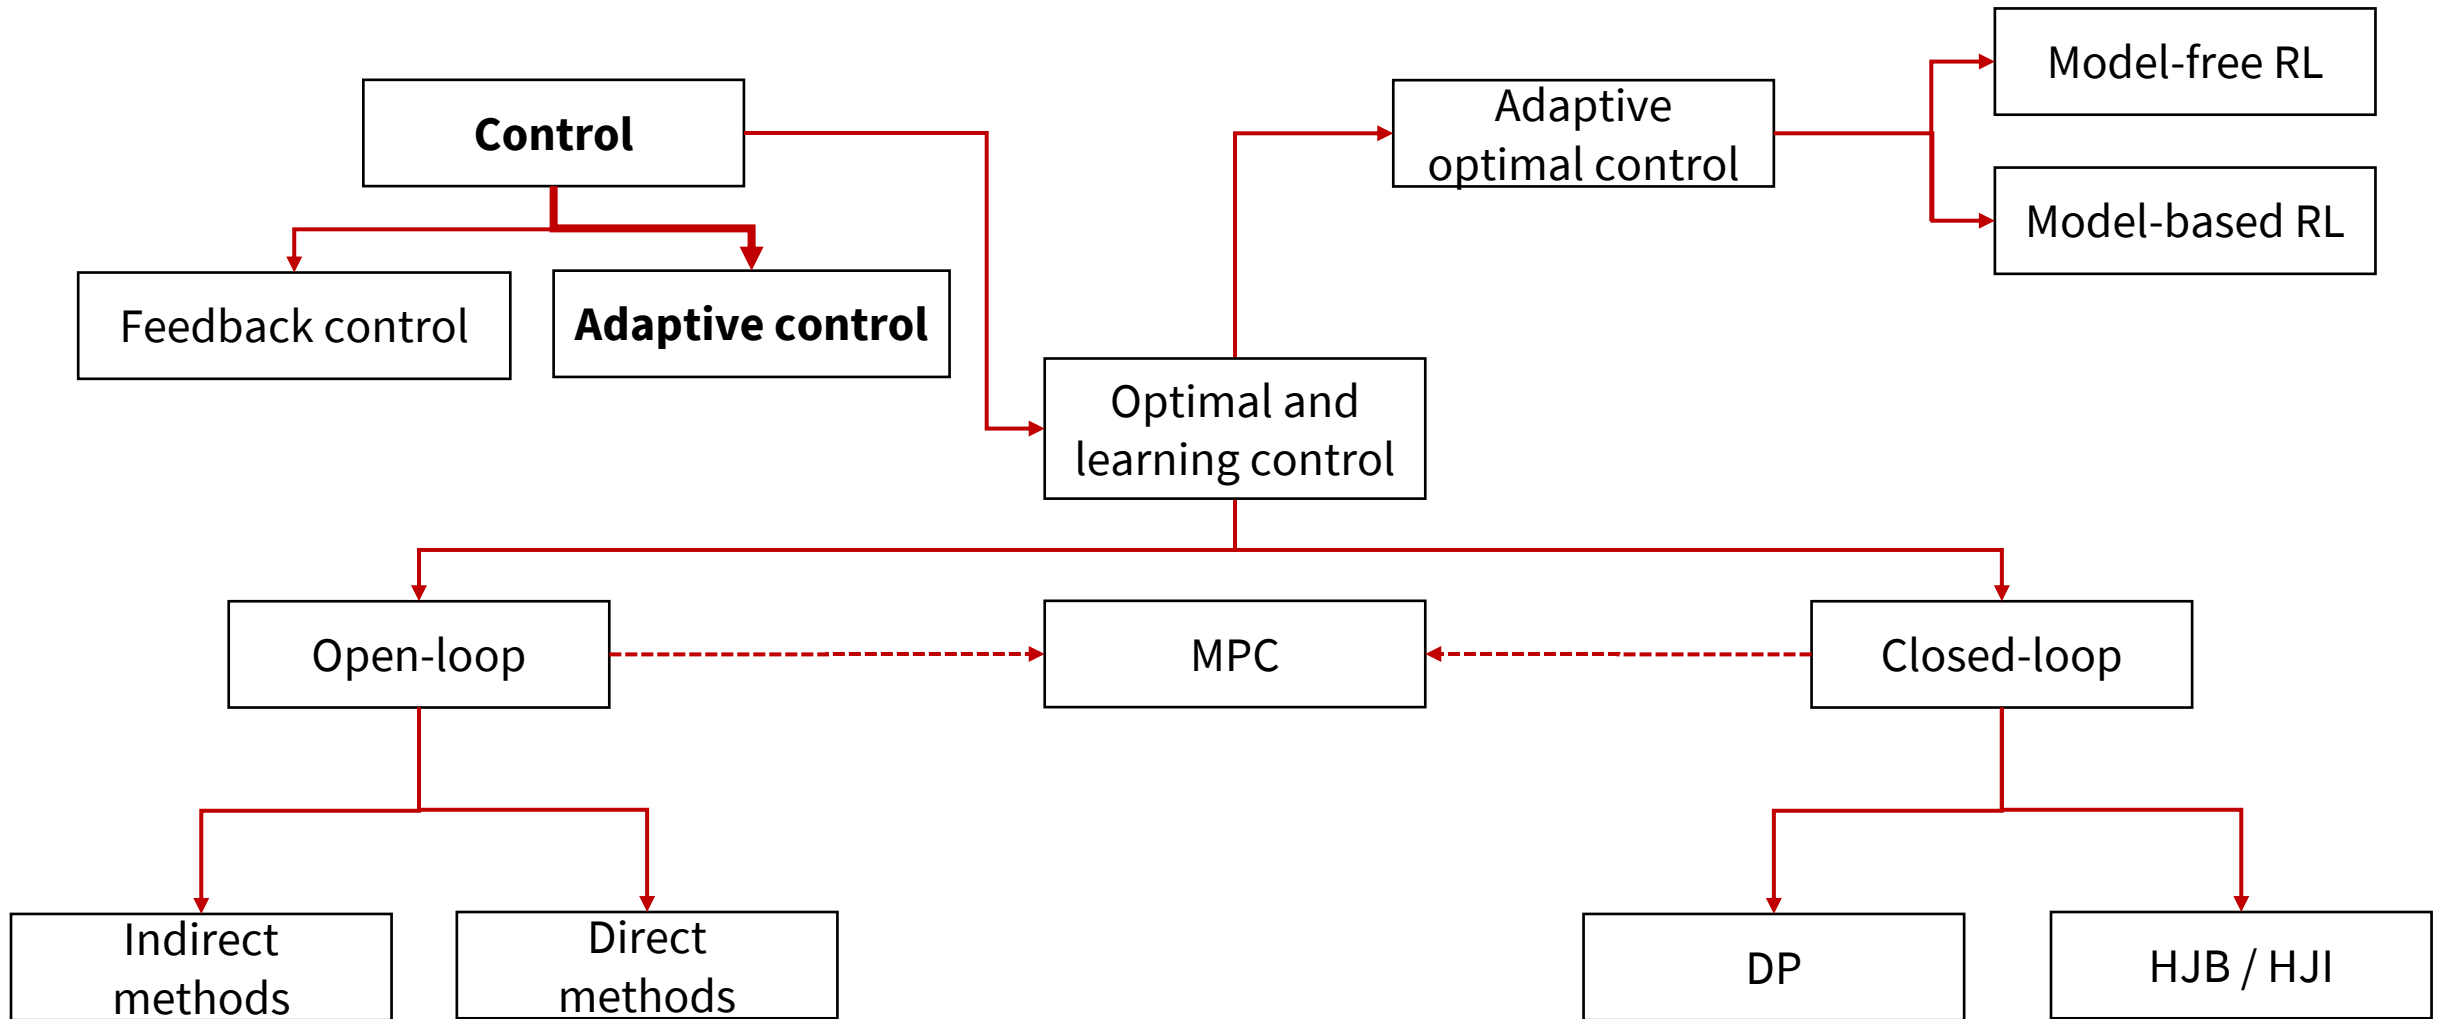 Model-free RL
Control
Adaptive
optimal control
Model-based RL
Feedback control
Adaptive control
Optimal and
learning control
Open-loop
MPC
Closed-loop
Indirect
methods
Direct
methods
DP
HJB / HJI